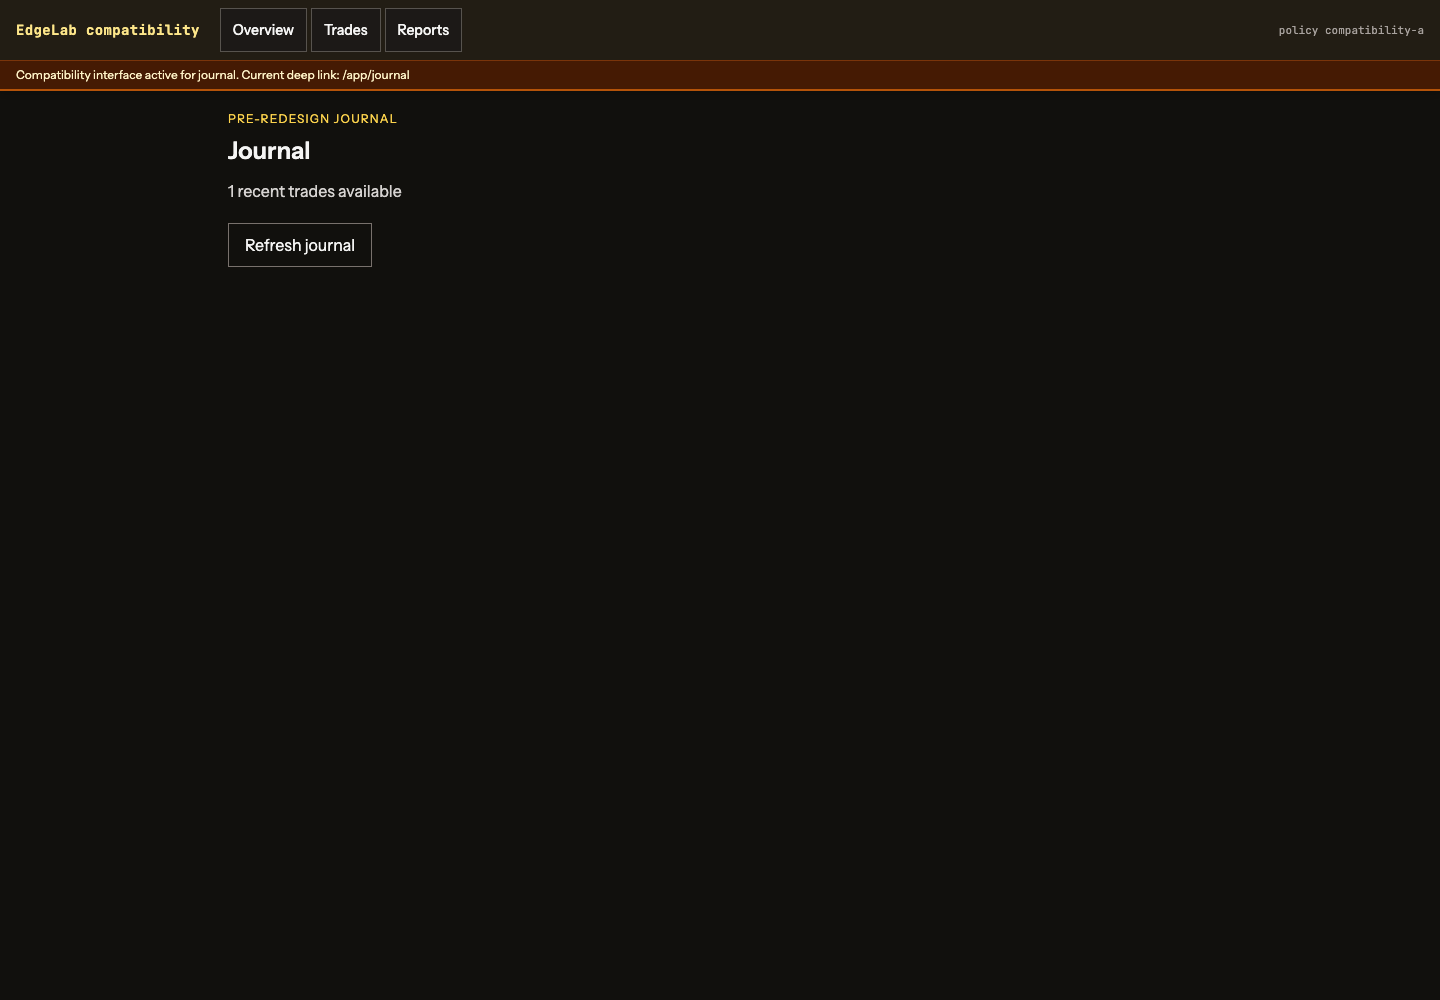 EdgeLab compatibility
Overview
Trades
Reports
policy compatibility-a
Compatibility interface active for journal. Current deep link: /app/journal
PRE-REDESIGN JOURNAL
Journal
1 recent trades available
Refresh journal